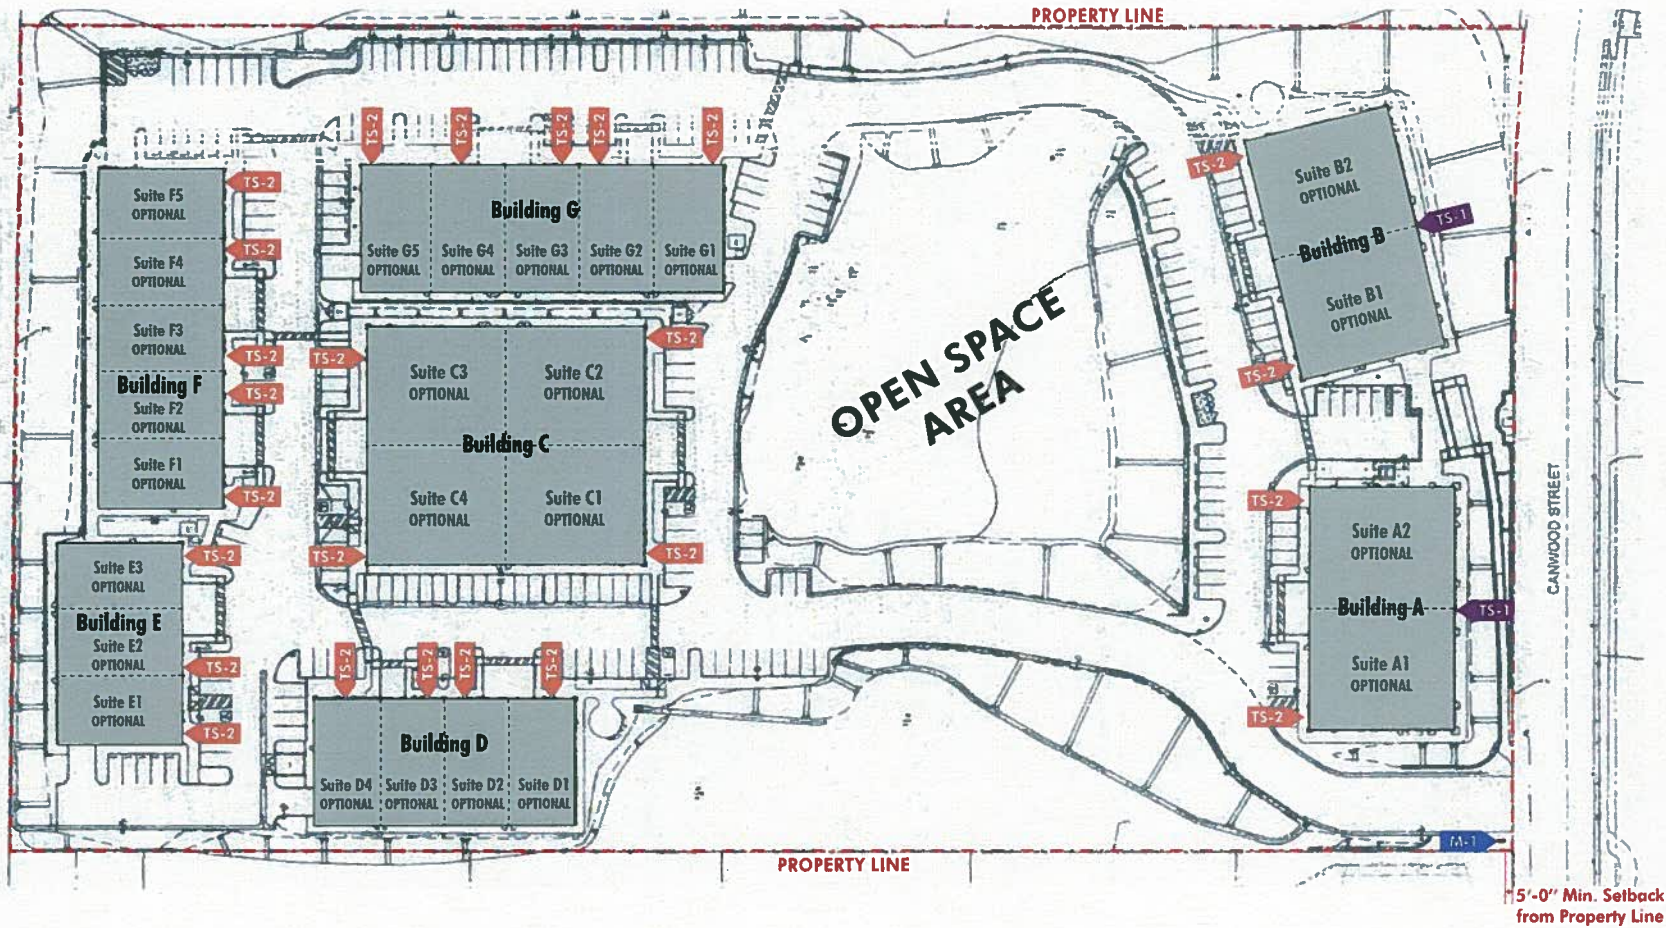 PROPERTY LINE
TS-2
TS-2
TS-2
TS-2
TS-2
Building G
Suite G5
OPTIONAL
Suite G4
OPTIONAL
Suite G3
OPTIONAL
Suite G2
OPTIONAL
Suite G1
OPTIONAL
Suite F5
OPTIONAL
TS-2
Suite F4
OPTIONAL
TS-2
Suite F3
OPTIONAL
TS-2
Building F
TS-2
Suite F2
OPTIONAL
Suite F1
OPTIONAL
TS-2
TS-2
TS-2
Suite C3
OPTIONAL
Suite C2
OPTIONAL
Building C
Suite C4
OPTIONAL
Suite C1
OPTIONAL
TS-2
TS-2
OPEN SPACE
AREA
TS-2
Suite B2
OPTIONAL
TS-1
Building B
Suite B1
OPTIONAL
TS-2
TS-2
Suite A2
OPTIONAL
Building A
TS-1
Suite A1
OPTIONAL
TS-2
CANWOOD STREET
Suite E3
OPTIONAL
TS-2
Building E
Suite E2
OPTIONAL
TS-2
Suite E1
OPTIONAL
TS-2
TS-2
TS-2
TS-2
TS-2
Building D
Suite D4
OPTIONAL
Suite D3
OPTIONAL
Suite D2
OPTIONAL
Suite D1
OPTIONAL
M-1
PROPERTY LINE
5'-0" Min. Setback
from Property Line